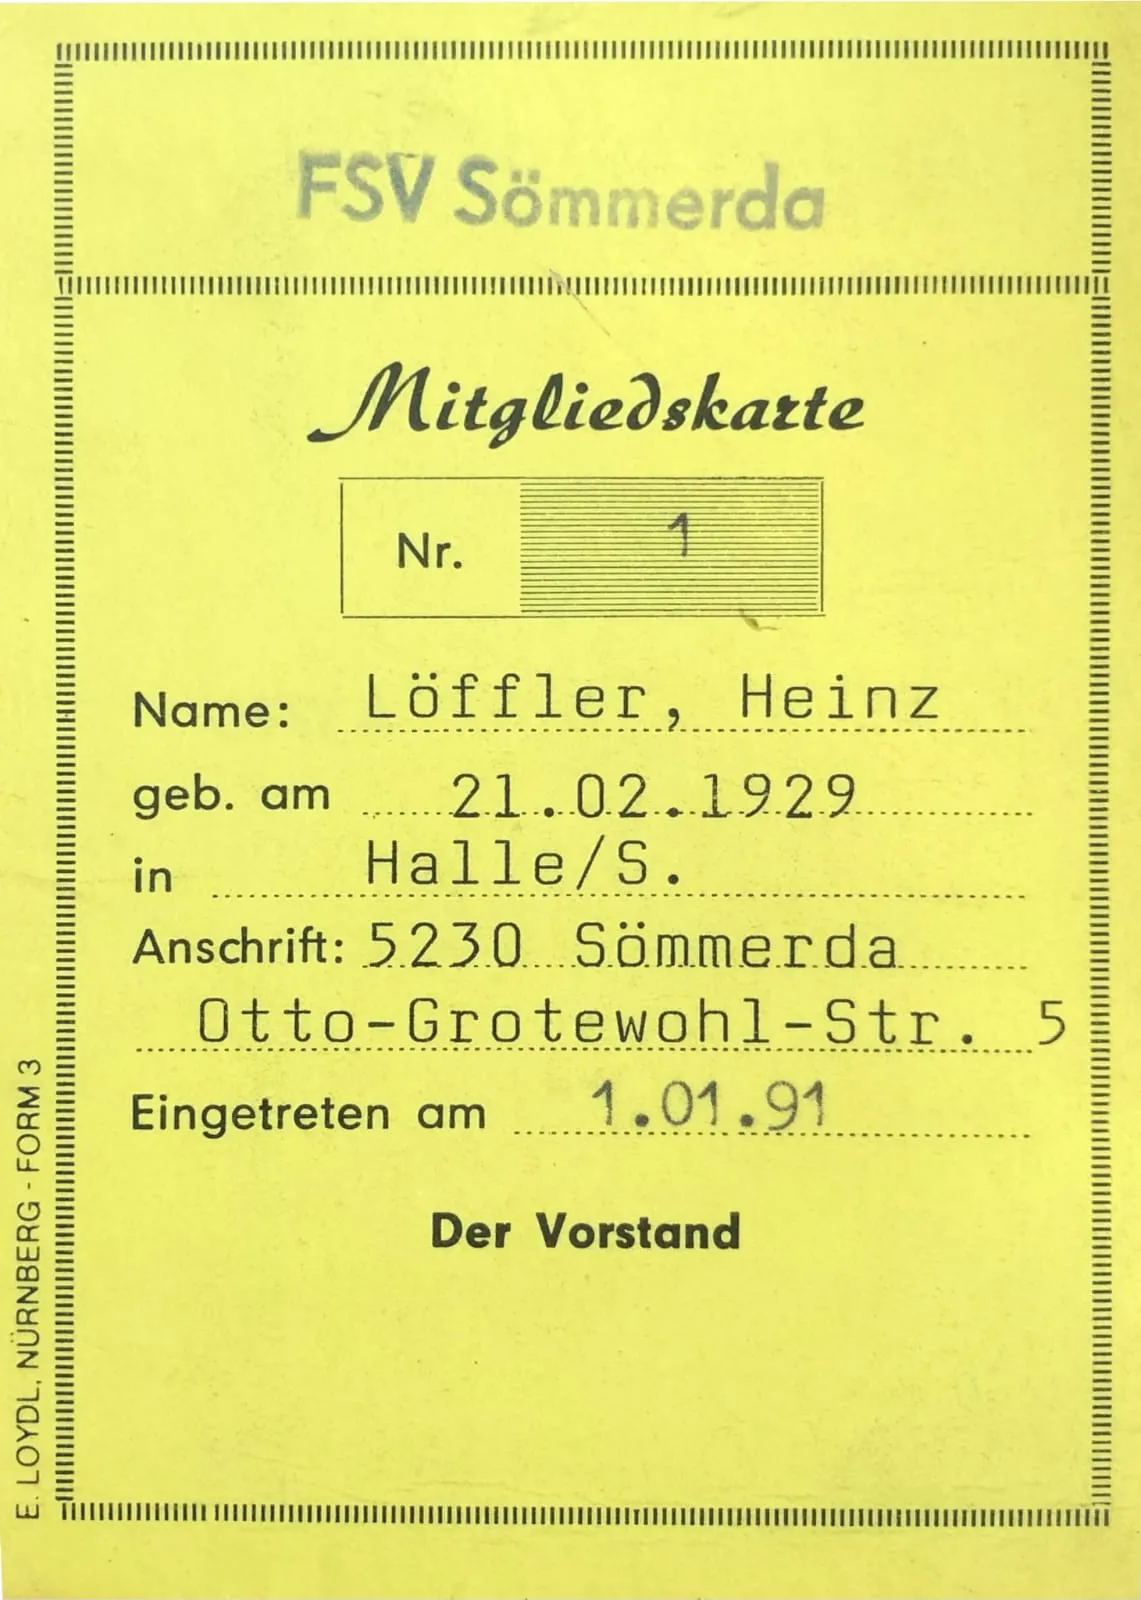 FSV Sömmerda
Mitgliedskarte
Nr. 1
Name: Löffler, Heinz
geb. am 21.02.1929
in Halle/S.
Anschrift: 5230 Sömmerda
Otto-Grotewohl-Str. 5
Eingetreten am 1.01.91
Der Vorstand
E. LOYDL, NÜRNBERG - FORM 3